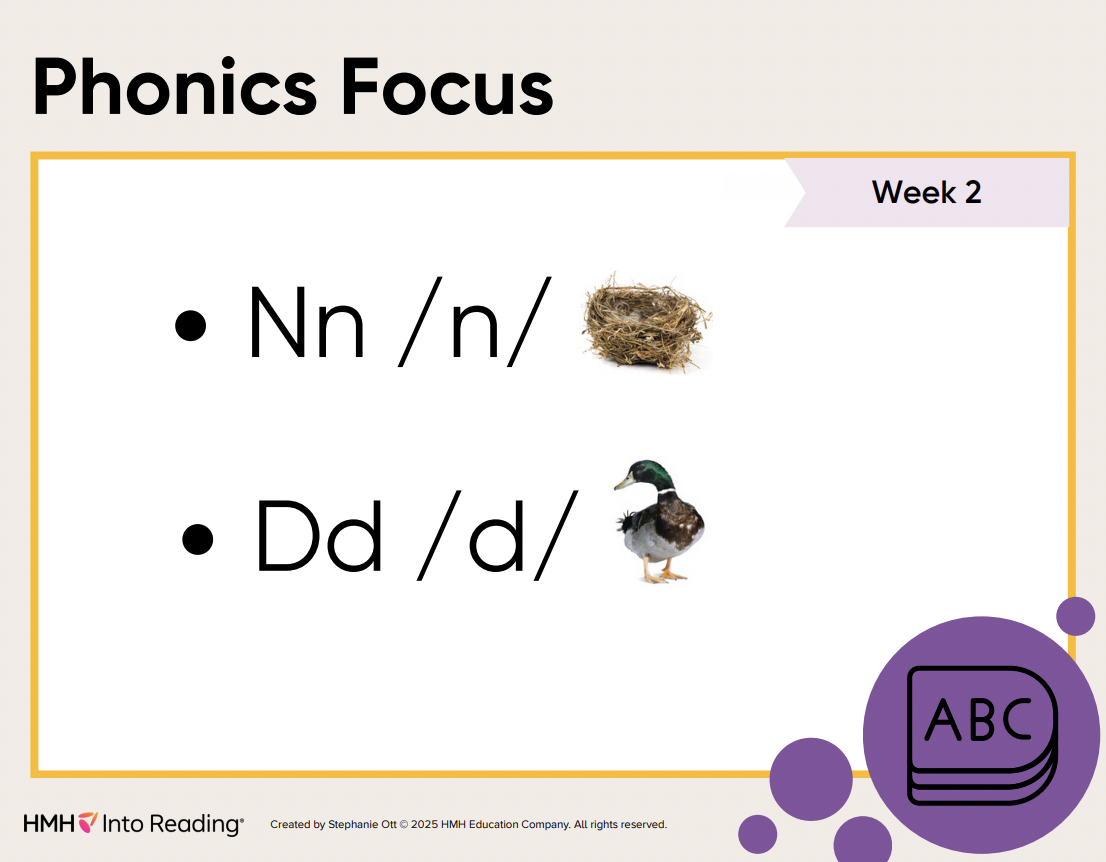 Phonics Focus
Week 2
• Nn /n/
• Dd /d/
ABC
HMH Into Reading®
Created by Stephanie Ott © 2025 HMH Education Company. All rights reserved.